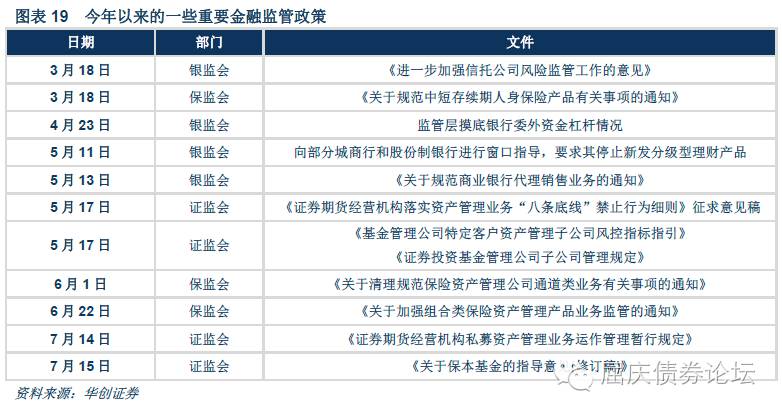 图表 19 今年以来的一些重要金融监管政策
日期 部门 文件
3 月 18 日 银监会 《进一步加强信托公司风险监管工作的意见》
3 月 18 日 保监会 《关于规范中短存续期人身保险产品有关事项的通知》
4 月 23 日 银监会 监管层摸底银行委外资金杠杆情况
5 月 11 日 银监会 向部分城商行和股份制银行进行窗口指导，要求其停止新发分级型理财产品
5 月 13 日 银监会 《关于规范商业银行代理销售业务的通知》
5 月 17 日 证监会 《证券期货经营机构落实资产管理业务“八条底线”禁止行为细则》征求意见稿
5 月 17 日 证监会 《基金管理公司特定客户资产管理子公司风控指标指引》
《证券投资基金管理公司子公司管理规定》
6 月 1 日 保监会 《关于清理规范保险资产管理公司通道类业务有关事项的通知》
6 月 22 日 保监会 《关于加强组合类保险资产管理产品业务监管的通知》
7 月 14 日 证监会 《证券期货经营机构私募资产管理业务运作管理暂行规定》
7 月 15 日 证监会 《关于保本基金的指导意 修订稿）》
资料来源：华创证券
屈庆债券论坛